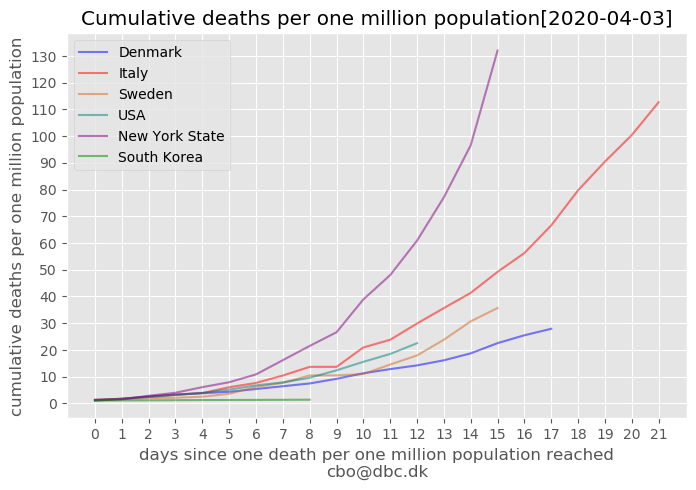 Cumulative deaths per one million population[2020-04-03]
cumulative deaths per one million population
130
120
110
100
90
80
70
60
50
40
30
20
10
0
Denmark
Italy
Sweden
USA
New York State
South Korea
0 1 2 3 4 5 6 7 8 9 10 11 12 13 14 15 16 17 18 19 20 21
days since one death per one million population reached
cbo@dbc.dk